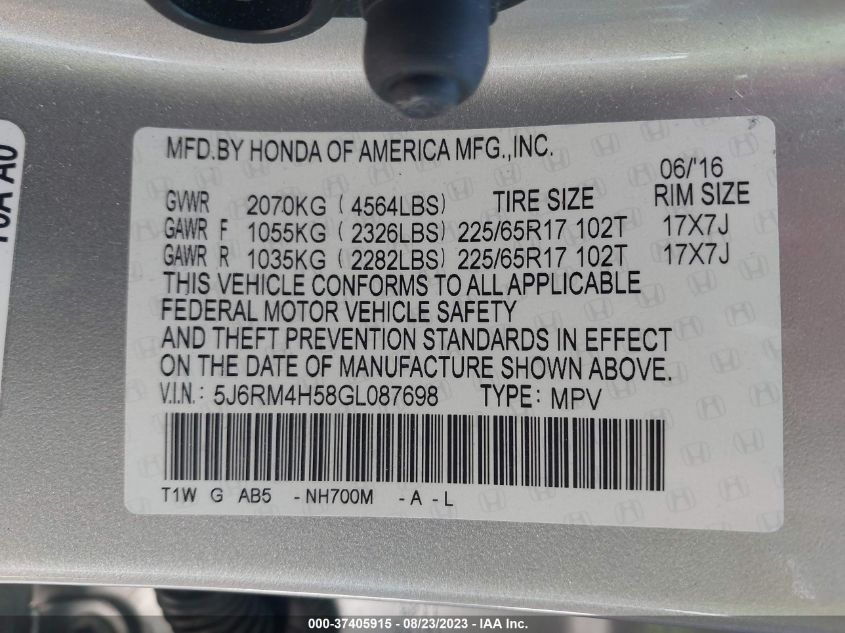 MFD.BY HONDA OF AMERICA MFG.,INC.
06/'16
GVWR 2070KG ( 4564LBS) TIRE SIZE RIM SIZE
GAWR F 1055KG ( 2326LBS) 225/65R17 102T 17X7J
GAWR R 1035KG ( 2282LBS) 225/65R17 102T 17X7J
THIS VEHICLE CONFORMS TO ALL APPLICABLE
FEDERAL MOTOR VEHICLE SAFETY
AND THEFT PREVENTION STANDARDS IN EFFECT
ON THE DATE OF MANUFACTURE SHOWN ABOVE.
V.I.N.: 5J6RM4H58GL087698 TYPE: MPV
T1W G AB5 -NH700M -A -L
000-37405915 - 08/23/2023 - IAA Inc.